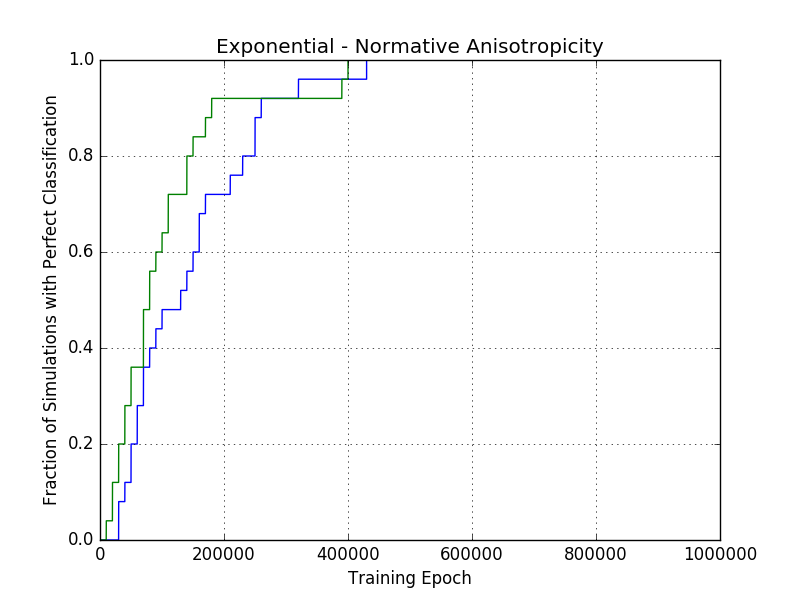 Exponential - Normative Anisotropicity
Fraction of Simulations with Perfect Classification
1.0
0.8
0.6
0.4
0.2
0.0
0 200000 400000 600000 800000 1000000
Training Epoch